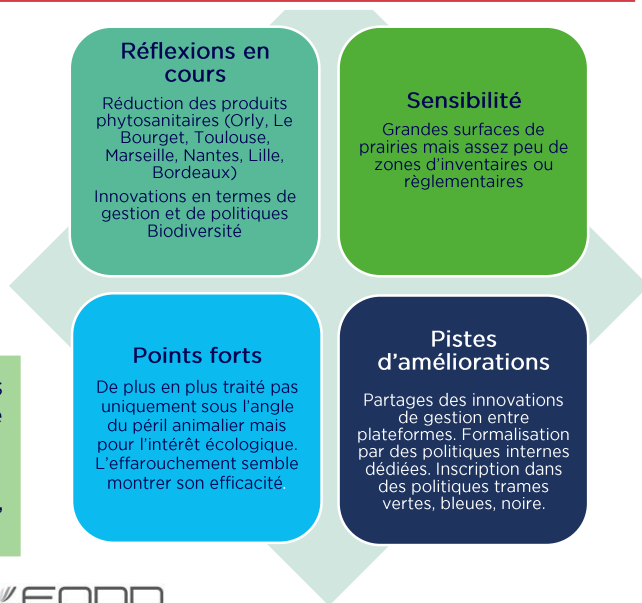 Réflexions en
cours
Réduction des produits
phytosanitaires (Orly, Le
Bourget, Toulouse,
Marseille, Nantes, Lille,
Bordeaux)
Innovations en termes de
gestion et de politiques
Biodiversité
Sensibilité
Grandes surfaces de
prairies mais assez peu de
zones d'inventaires ou
règlementaires
Points forts
De plus en plus traité pas
uniquement sous l'angle
du péril animalier mais
pour l'intérêt écologique.
L'effarouchement semble
montrer son efficacité.
Pistes
d'améliorations
Partages des innovations
de gestion entre
plateformes. Formalisation
par des politiques internes
dédiées. Inscription dans
des politiques trames
vertes, bleues, noire.